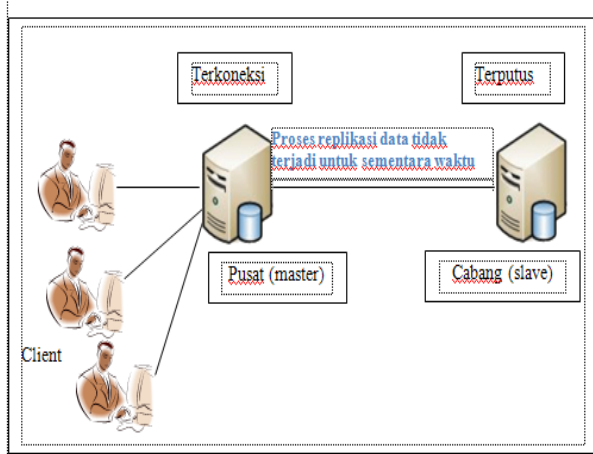 Terkoneksi
Terputus
Proses replikasi data tidak
terjadi untuk sementara waktu
Pusat (master)
Cabang (slave)
Client